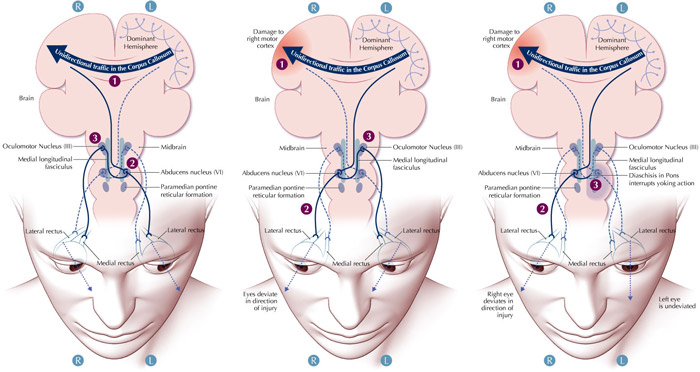 R
L
Dominant
Hemisphere
Unidirectional traffic in the Corpus Callosum
1
Brain
3
Oculomotor Nucleus (III)
Midbrain
Medial longitudinal
fasciculus
2
Abducens nucleus (VI)
Paramedian pontine
reticular formation
Lateral rectus
Lateral rectus
Medial rectus
R
L
R
L
Damage to
right motor
cortex
Dominant
Hemisphere
1
Unidirectional traffic in the Corpus Callosum
Brain
3
Midbrain
Oculomotor Nucleus (III)
Medial longitudinal
fasciculus
Abducens nucleus (VI)
Paramedian pontine
reticular formation
2
Lateral rectus
Lateral rectus
Medial rectus
Eyes deviate
in direction
of injury
R
L
R
L
Damage to
right motor
cortex
Dominant
Hemisphere
1
Unidirectional traffic in the Corpus Callosum
Brain
Midbrain
Oculomotor Nucleus (III)
Medial longitudinal
fasciculus
Abducens nucleus (VI)
Diaschisis in Pons
interrupts yoking action
3
Paramedian pontine
reticular formation
2
Lateral rectus
Lateral rectus
Medial rectus
Right eye
deviates in
direction of
injury
Left eye
is undeviated
R
L